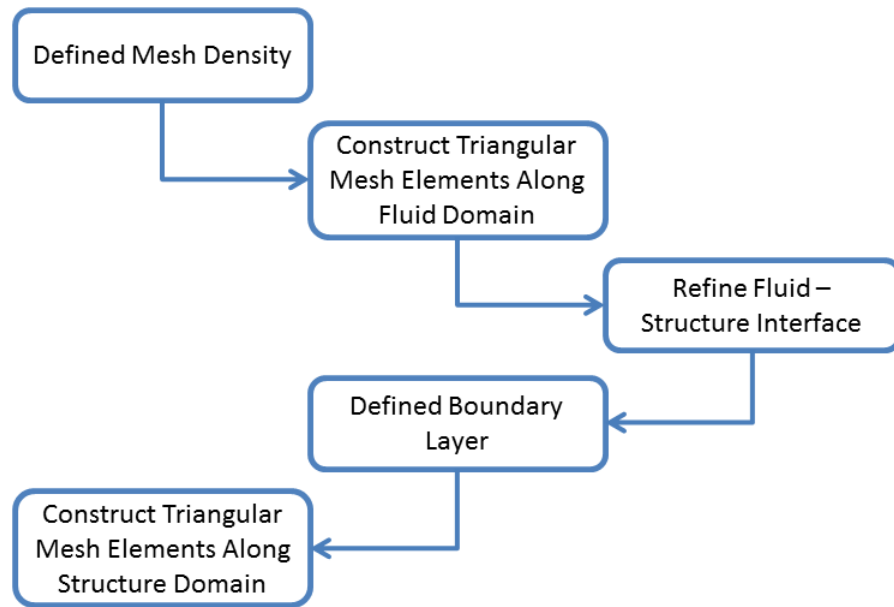 Defined Mesh Density
Construct Triangular
Mesh Elements Along
Fluid Domain
Refine Fluid –
Structure Interface
Defined Boundary
Layer
Construct Triangular
Mesh Elements Along
Structure Domain